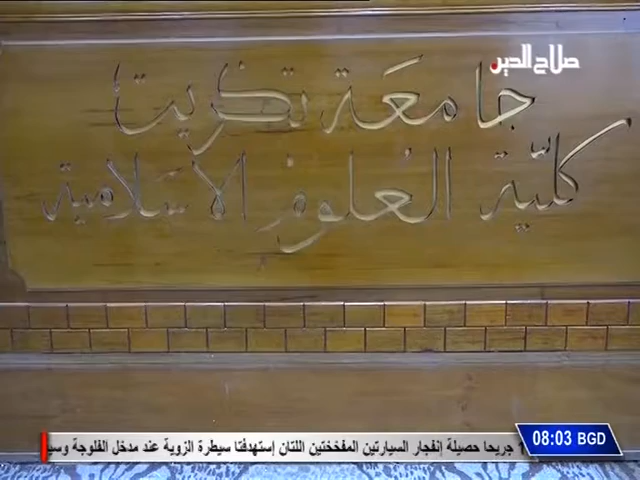 صلاح الدين
جامعة تكريت
كلية العلوم الاسلامية
جريحا حصيلة إنفجار السيارتين المفخختين اللتان إستهدفتا سيطرة الزوية عند مدخل الفلوجة
08:03 BGD